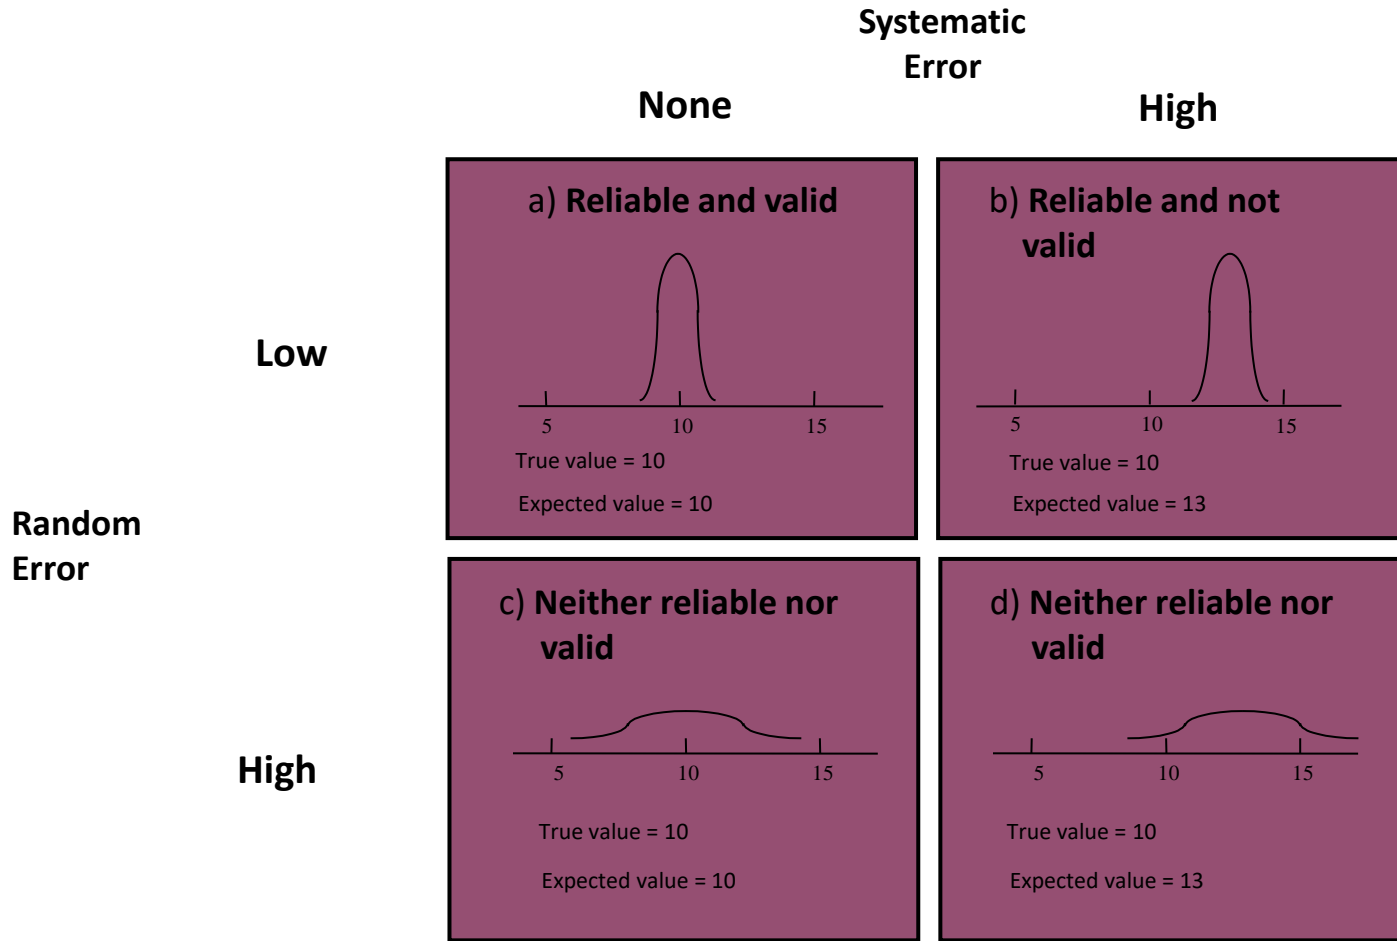 Systematic
Error
None
High
a) Reliable and valid
b) Reliable and not
valid
Low
5 10 15
5 10 15
True value = 10
Expected value = 10
True value = 10
Expected value = 13
Random
Error
c) Neither reliable nor
valid
d) Neither reliable nor
valid
High
5 10 15
5 10 15
True value = 10
Expected value = 10
True value = 10
Expected value = 13